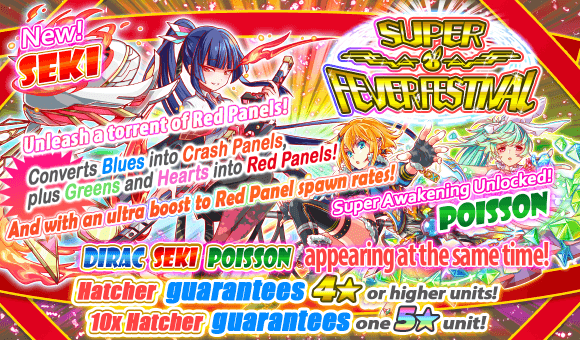 New!
SEKI
SUPER
FEVER FESTIVAL
Unleash a torrent of Red Panels!
Converts Blues into Crash Panels,
plus Greens and Hearts into Red Panels!
And with an ultra boost to Red Panel spawn rates!
Super Awakening Unlocked!
POISSON
DIRAC SEKI POISSON appearing at the same time!
Hatcher guarantees 4★ or higher units!
10x Hatcher guarantees one 5★ unit!